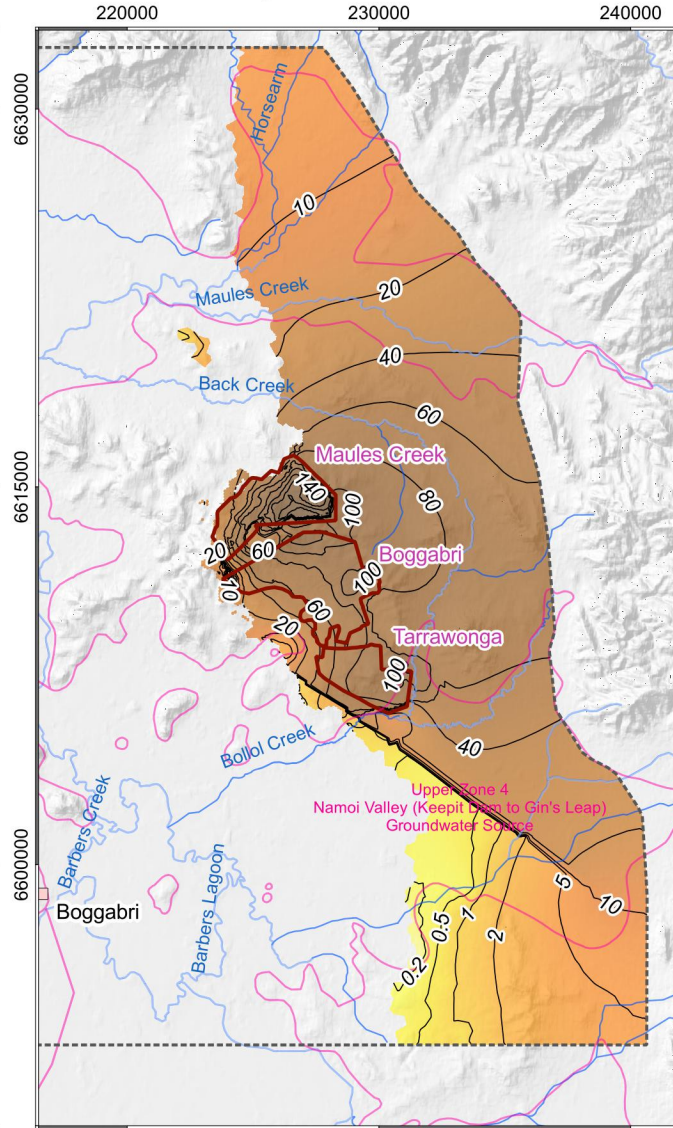 220000
230000
240000
6630000
Horsearm
10
20
Maules Creek
40
Back Creek
60
Maules Creek
6615000
140
100
80
20
60
Boggabri
100
10
60
20
Tarrawonga
100
Bollol Creek
40
Upper Zone 4
Namoi Valley (Keepit Dam to Gin's Leap)
Groundwater Source
Barbers Creek
6600000
5
Barbers Lagoon
10
Boggabri
1
0.5
2
0.2